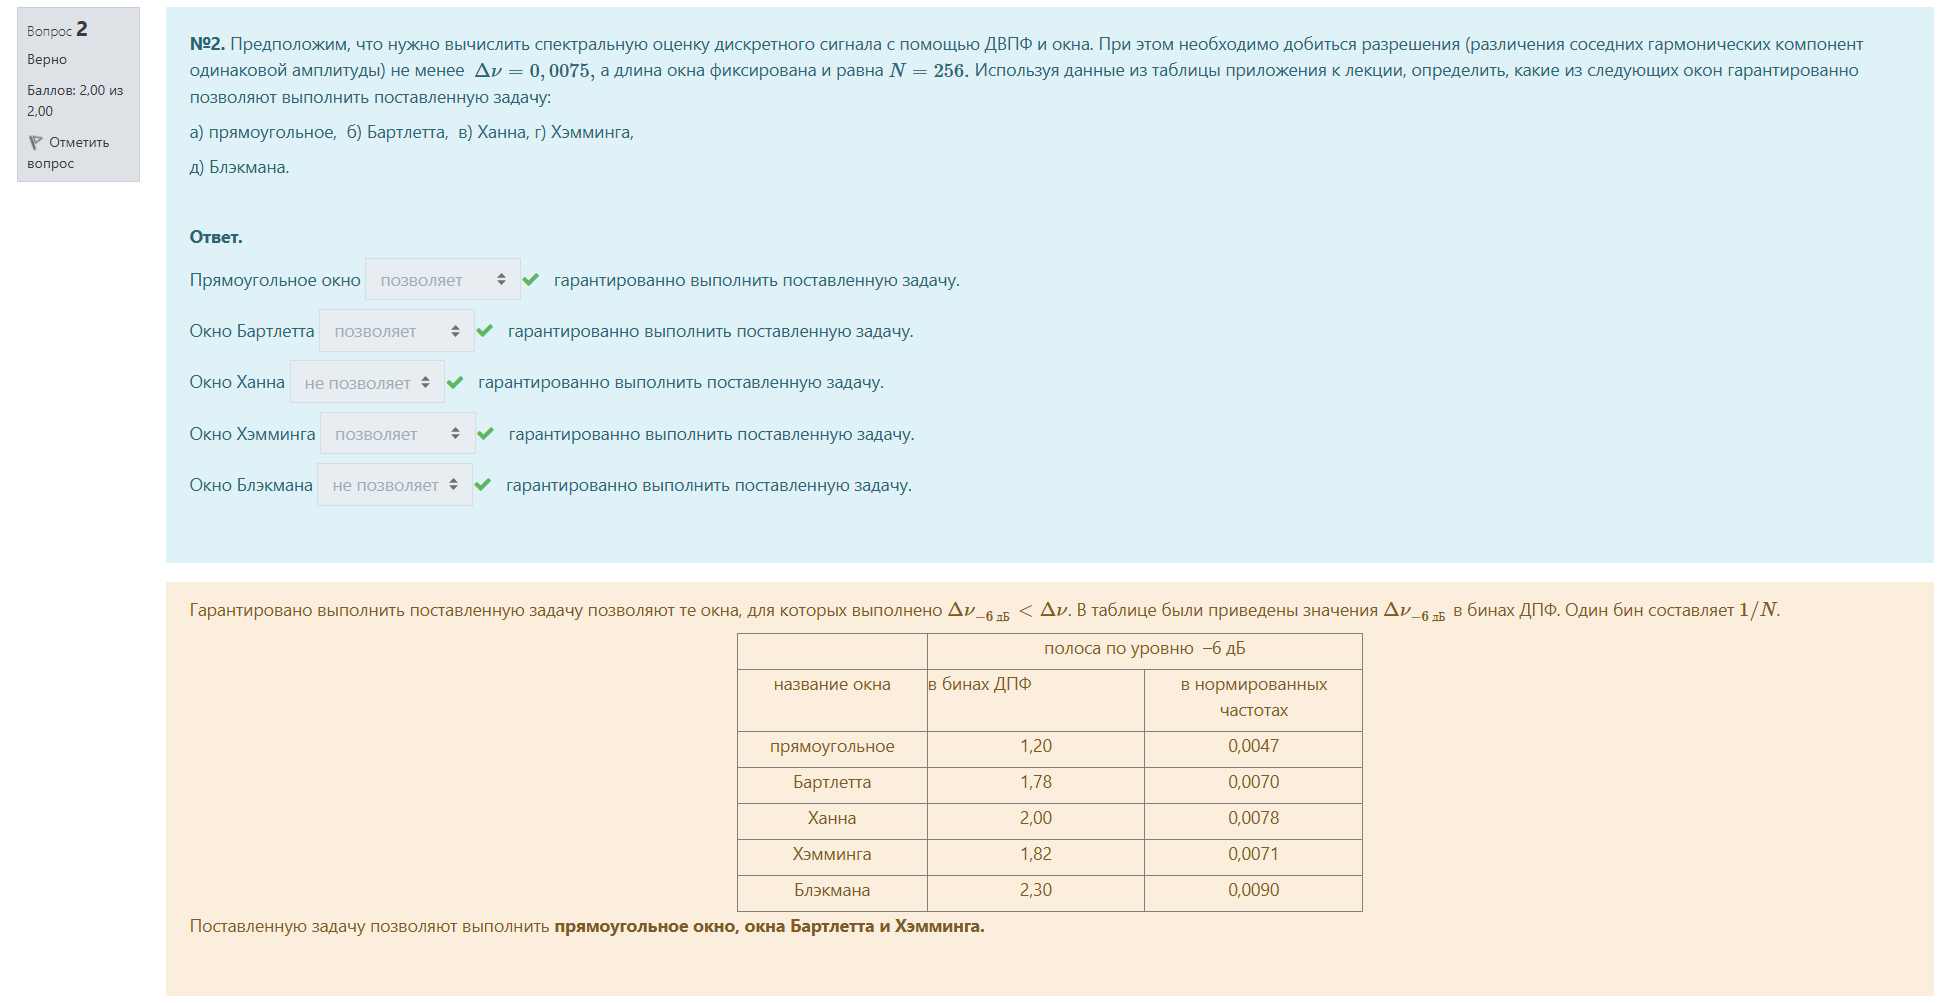 Вопрос 2
Верно
Баллов: 2,00 из
2,00
Отметить
вопрос
№2. Предположим, что нужно вычислить спектральную оценку дискретного сигнала с помощью ДВПФ и окна. При этом необходимо добиться разрешения (различения соседних гармонических компонент
одинаковой амплитуды) не менее Δν = 0,0075, а длина окна фиксирована и равна N = 256. Используя данные из таблицы приложения к лекции, определить, какие из следующих окон гарантированно
позволяют выполнить поставленную задачу:
а) прямоугольное, б) Бартлетта, в) Ханна, г) Хэмминга,
д) Блэкмана.
Ответ.
Прямоугольное окно позволяет гарантированно выполнить поставленную задачу.
Окно Бартлетта позволяет гарантированно выполнить поставленную задачу.
Окно Ханна не позволяет гарантированно выполнить поставленную задачу.
Окно Хэмминга позволяет гарантированно выполнить поставленную задачу.
Окно Блэкмана не позволяет гарантированно выполнить поставленную задачу.
Гарантировано выполнить поставленную задачу позволяют те окна, для которых выполнено Δν₋₆ дБ < Δν. В таблице были приведены значения Δν₋₆ дБ в бинах ДПФ. Один бин составляет 1/N.
полоса по уровню –6 дБ
название окна в бинах ДПФ в нормированных
частотах
прямоугольное 1,20 0,0047
Бартлетта 1,78 0,0070
Ханна 2,00 0,0078
Хэмминга 1,82 0,0071
Блэкмана 2,30 0,0090
Поставленную задачу позволяют выполнить прямоугольное окно, окна Бартлетта и Хэмминга.